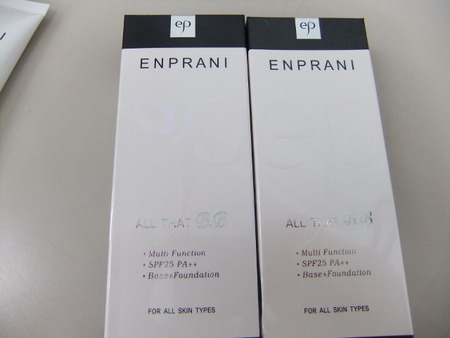 ep
ENPRANI
ALL THAT B.B
• Multi Function
• SPF25 PA++
• Base+Foundation
FOR ALL SKIN TYPES
ep
ENPRANI
ALL THAT B.B
• Multi Function
• SPF25 PA++
• Base+Foundation
FOR ALL SKIN TYPES